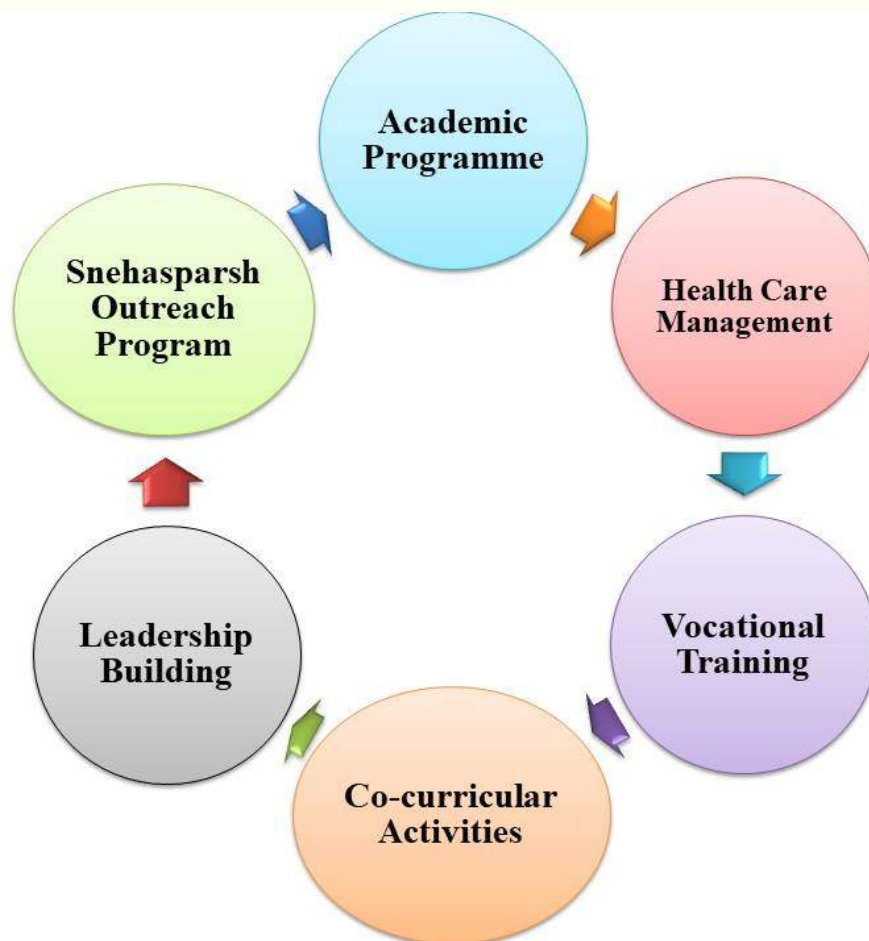 Academic
Programme
Health Care
Management
Vocational
Training
Co-curricular
Activities
Leadership
Building
Snehasparsh
Outreach
Program